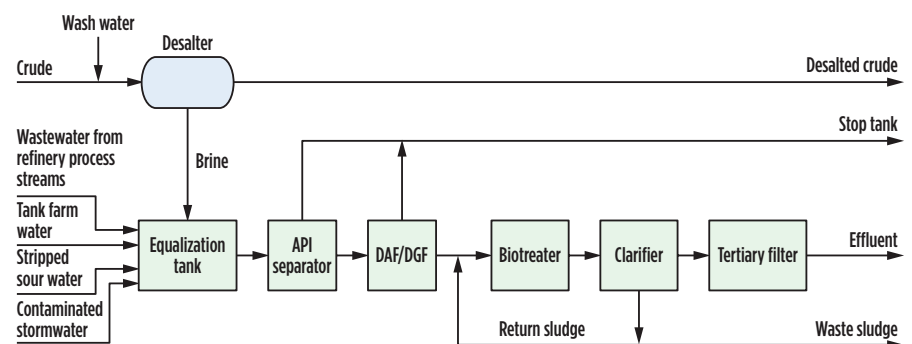 Wash water
Desalter
Crude
Desalted crude
Stop tank
Wastewater from
refinery process
streams
Brine
Tank farm
water
Stripped
sour water
Contaminated
stormwater
Equalization
tank
API
separator
DAF/DGF
Biotreater
Clarifier
Tertiary filter
Effluent
Return sludge
Waste sludge